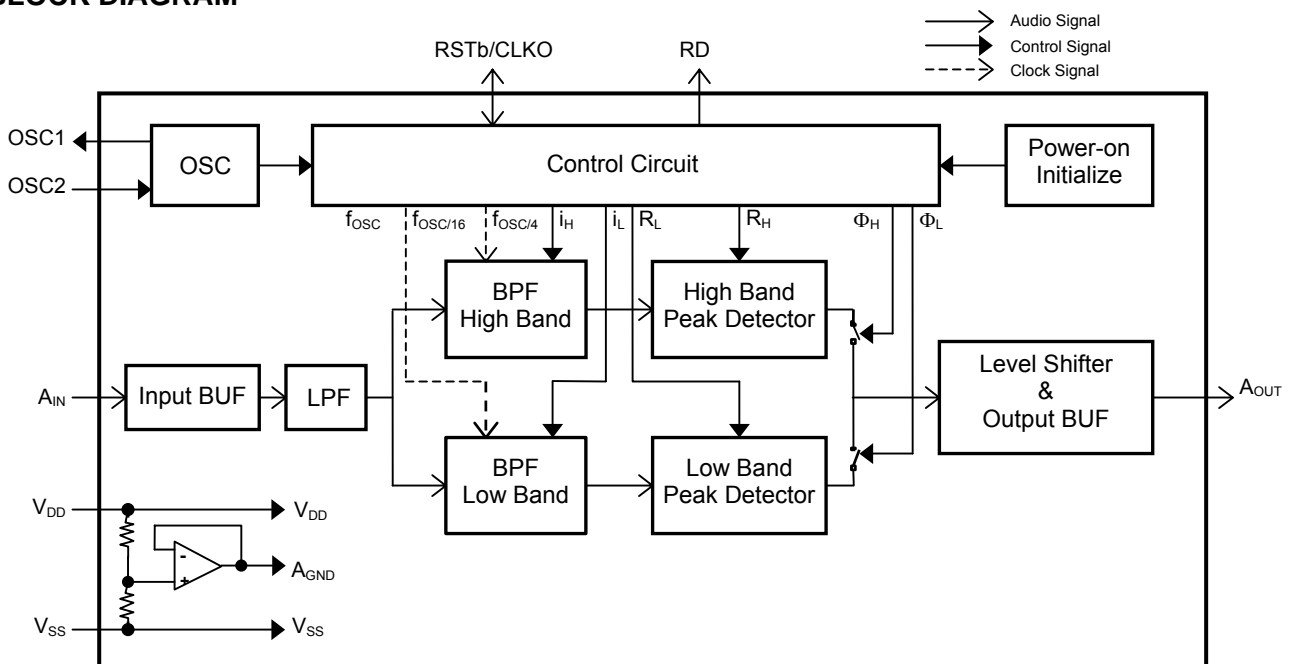 BLOCK DIAGRAM
Audio Signal
Control Signal
Clock Signal
RSTb/CLKO
RD
OSC1
OSC2
OSC
Control Circuit
Power-on
Initialize
fOSC
fOSC/16
fOSC/4
iH
iL
RL
RH
ΦH
ΦL
BPF
High Band
High Band
Peak Detector
AIN
Input BUF
LPF
Level Shifter
&
Output BUF
AOUT
BPF
Low Band
Low Band
Peak Detector
VDD
VDD
-
+
AGND
VSS
VSS